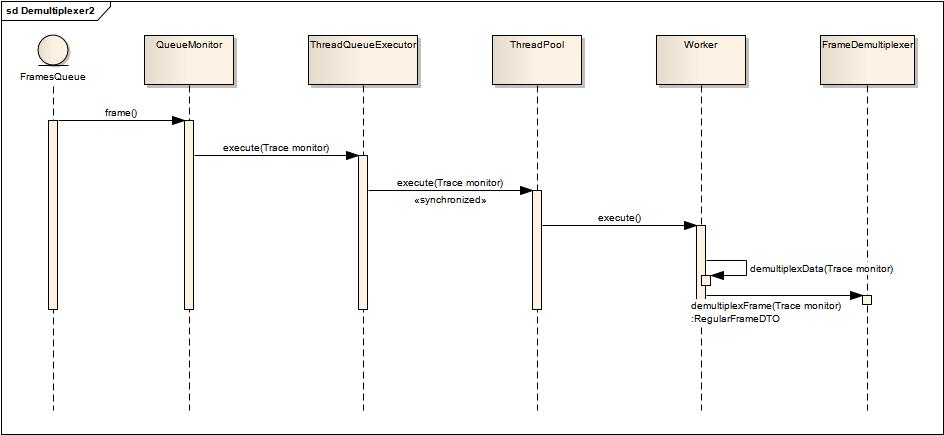 sd Demultiplexer2
FramesQueue
QueueMonitor
ThreadQueueExecutor
ThreadPool
Worker
FrameDemultiplexer
frame()
execute(Trace monitor)
execute(Trace monitor)
«synchronized»
execute()
demultiplexData(Trace monitor)
demultiplexFrame(Trace monitor)
:RegularFrameDTO